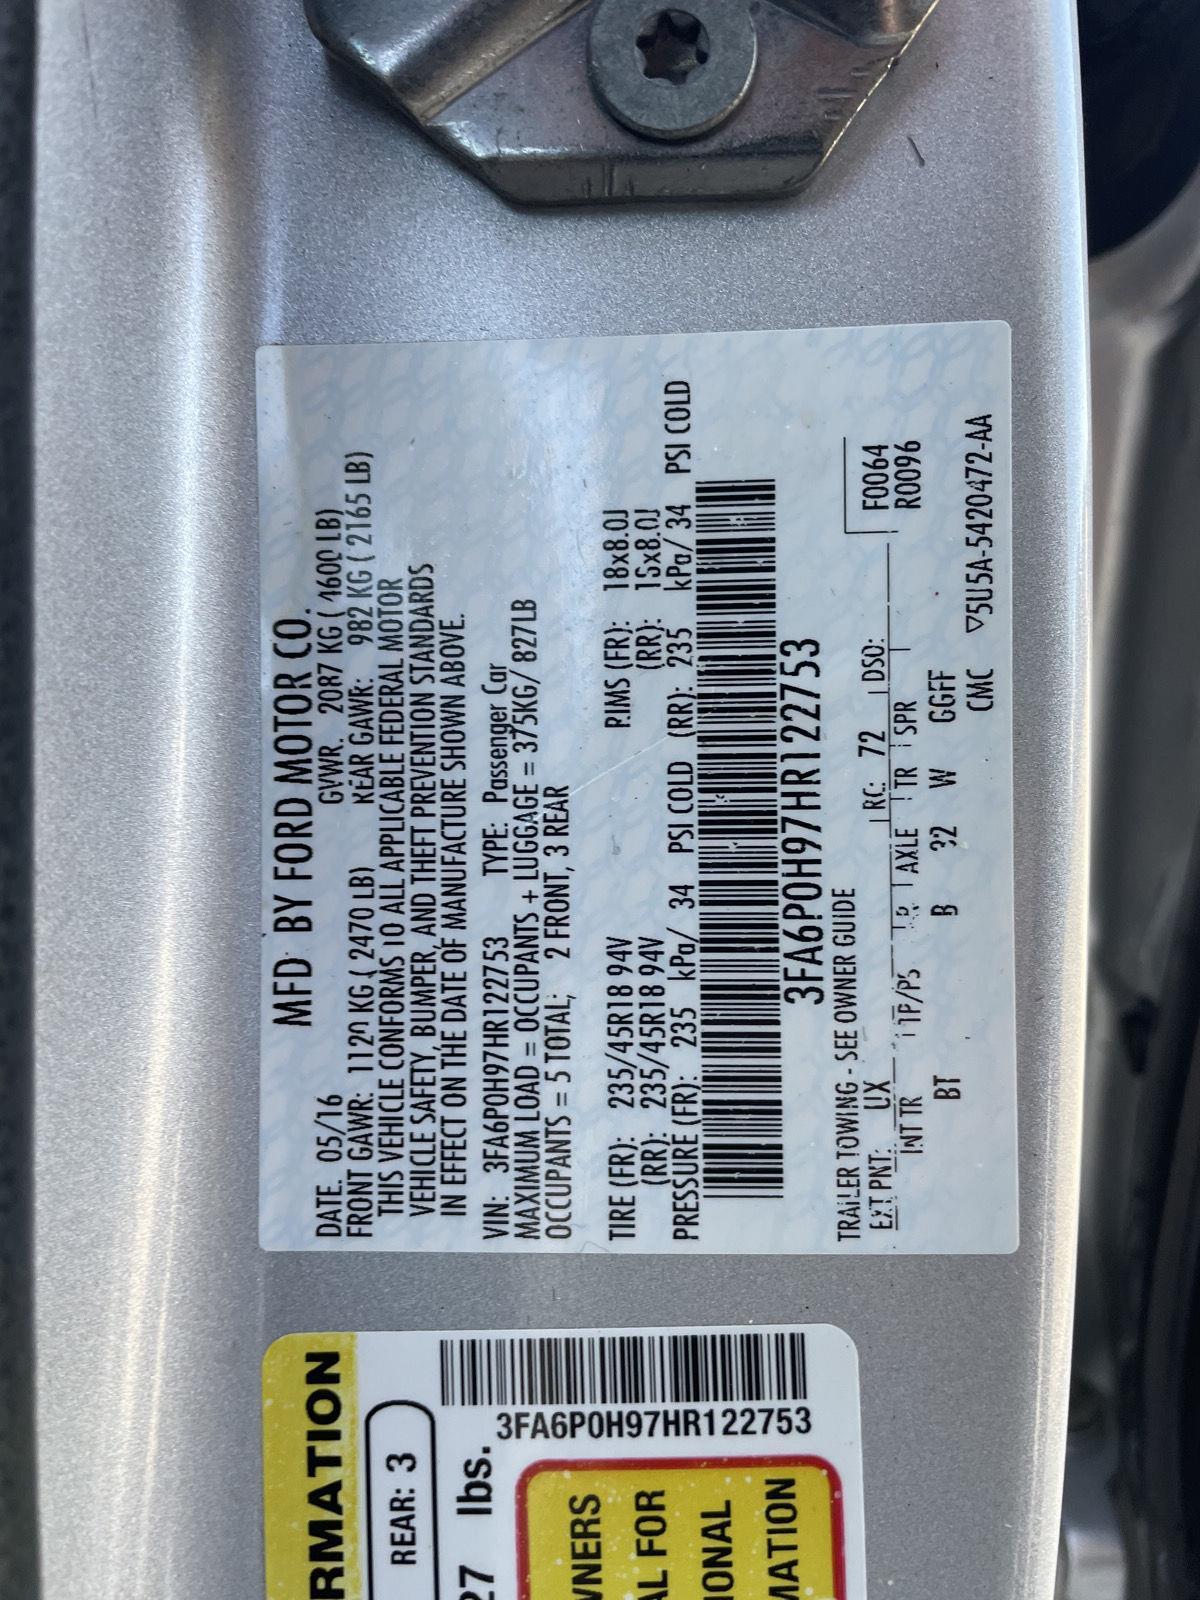 MFD. BY FORD MOTOR CO.
DATE. 05/16 GVWR. 2087 KG ( 4600 LB)
FRONT GAWR: 1120 KG ( 2470 LB) REAR GAWR: 982 KG ( 2165 LB)
THIS VEHICLE CONFORMS TO ALL APPLICABLE FEDERAL MOTOR
VEHICLE SAFETY, BUMPER, AND THEFT PREVENTION STANDARDS
IN EFFECT ON THE DATE OF MANUFACTURE SHOWN ABOVE.
VIN: 3FA6P0H97HR122753 TYPE: Passenger Car
MAXIMUM LOAD = OCCUPANTS + LUGGAGE = 375KG/ 827LB
OCCUPANTS = 5 TOTAL; 2 FRONT, 3 REAR
TIRE (FR): 235/45R18 94V RIMS (FR): 18x8.0J
(RR): 235/45R18 94V (RR): 18x8.0J
PRESSURE (FR): 235 kPa/ 34 PSI COLD (RR): 235 kPa/ 34 PSI COLD
3FA6P0H97HR122753
TRAILER TOWING - SEE OWNER GUIDE
EXT PNT: UX RC: 72 DSO: F0064
INT TR TP/PS R AXLE TR SPR R0096
BT B 32 W GGFF
CMC ▽5U5A-5420472-AA
RMATION
REAR: 3
27 lbs.
3FA6P0H97HR122753
WNERS
AL FOR
IONAL
MATION